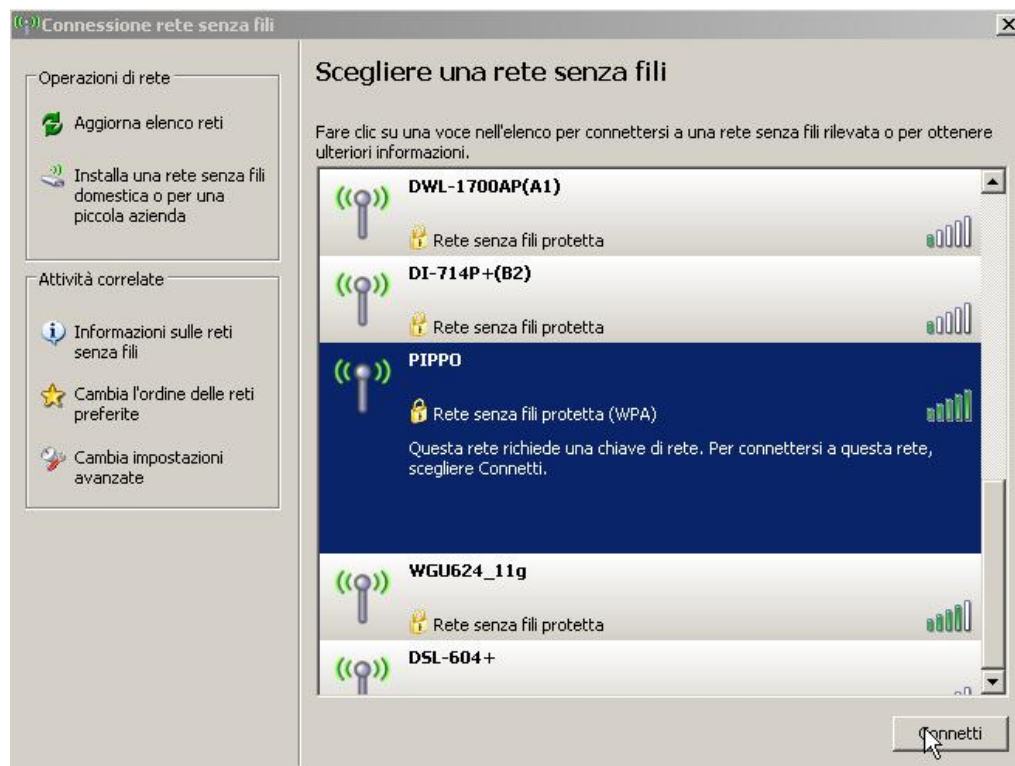 Connessione rete senza fili
Operazioni di rete
Aggiorna elenco reti
Installa una rete senza fili
domestica o per una
piccola azienda
Attività correlate
Informazioni sulle reti
senza fili
Cambia l'ordine delle reti
preferite
Cambia impostazioni
avanzate
Scegliere una rete senza fili
Fare clic su una voce nell'elenco per connettersi a una rete senza fili rilevata o per ottenere
ulteriori informazioni.
DWL-1700AP(A1)
Rete senza fili protetta
DI-714P+(B2)
Rete senza fili protetta
PIPPO
Rete senza fili protetta (WPA)
Questa rete richiede una chiave di rete. Per connettersi a questa rete,
scegliere Connetti.
WGU624_11g
Rete senza fili protetta
DSL-604+
Connetti